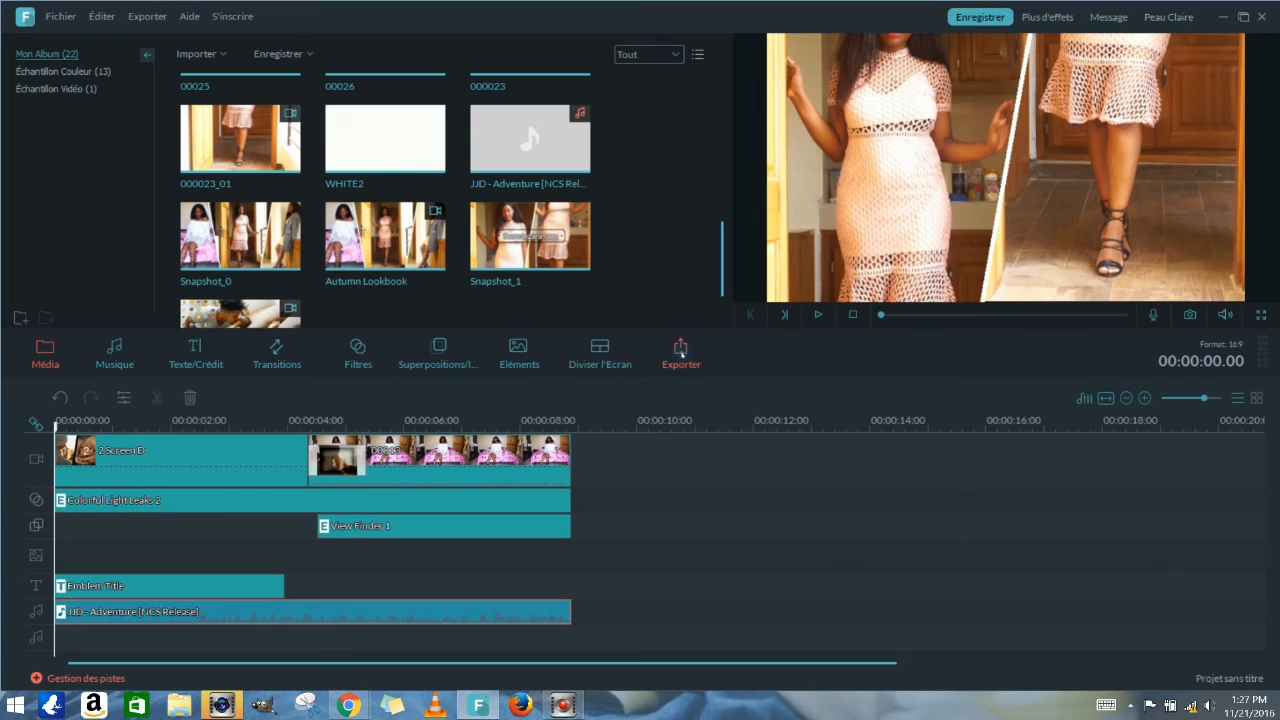 Fichier Éditer Exporter Aide S'inscrire Enregistrer Plus d'effets Message Peau Claire
Mon Album (22) Importer Enregistrer Tout
Échantillon Couleur (13)
Échantillon Vidéo (1)
00025 00026 000023
000023_01 WHITE2 JJD - Adventure [NCS Rel...
Snapshot_0 Autumn Lookbook Snapshot_1
Média Musique Texte/Crédit Transitions Filtres Superpositions/I... Eléments Diviser l'Ecran Exporter
Format: 16:9
00:00:00.00
00:00:00:00 00:00:02:00 00:00:04:00 00:00:06:00 00:00:08:00 00:00:10:00 00:00:12:00 00:00:14:00 00:00:16:00 00:00:18:00 00:00:20:0
2 Screen D
E Colorful Light Leaks 2
E View Finder 1
T Emblem Title
JJD - Adventure [NCS Release]
Gestion des pistes Projet sans titre
1:27 PM
11/21/2016